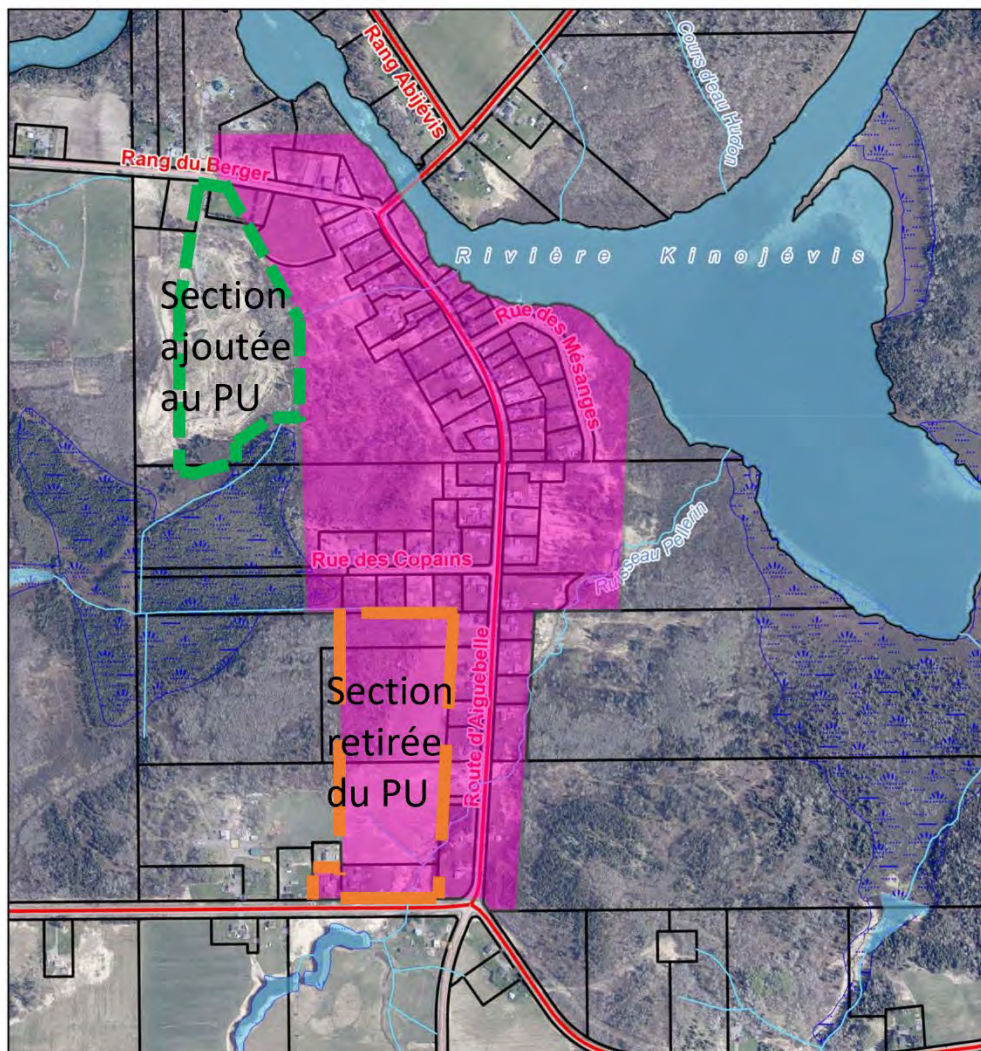 Rang Abijévis
Cours d'eau Hudon
Rang du Berger
Rivière Kinojévis
Section
ajoutée
au PU
Rue des Mésanges
Rue des Copains
Ruisseau Pellerin
Section
retirée
du PU
Route d'Aiguebelle